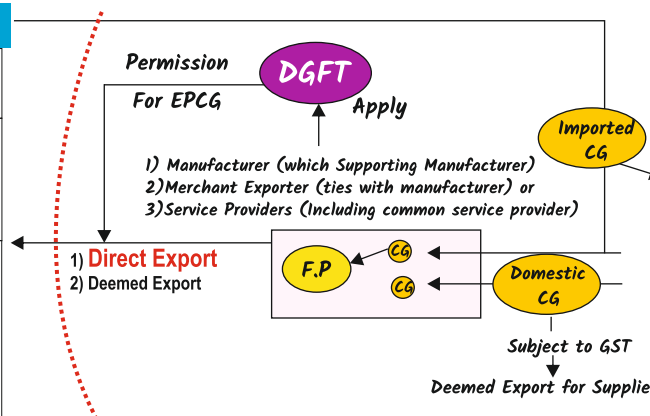 Permission
DGFT
For EPCG
Apply
Imported
CG
1) Manufacturer (which Supporting Manufacturer)
2)Merchant Exporter (ties with manufacturer) or
3)Service Providers (Including common service provider)
1) Direct Export
2) Deemed Export
F.P
CG
CG
Domestic
CG
Subject to GST
Deemed Export for Supplie